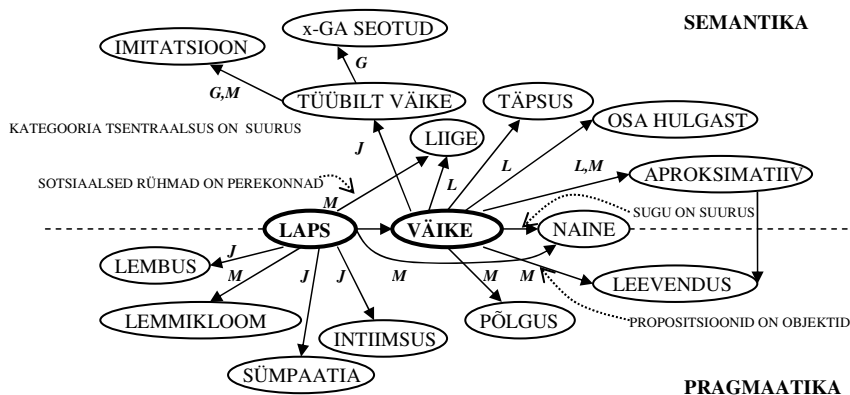 SEMANTIKA
x-GA SEOTUD
IMITATSIOON
G
G,M
TÜÜBILT VÄIKE
TÄPSUS
OSA HULGAST
KATEGOORIA TSENTRAALSUS ON SUURUS
LIIGE
J
L
L
L,M
APROKSIMATIIV
SOTSIAALSED RÜHMAD ON PEREKONNAD
M
SUGU ON SUURUS
LAPS
VÄIKE
NAINE
J
LEMBUS
M
J
J
M
M
M
LEEVENDUS
LEMMIKLOOM
INTIIMSUS
PÕLGUS
PROPOSITSIOONID ON OBJEKTID
SÜMPAATIA
PRAGMAATIKA